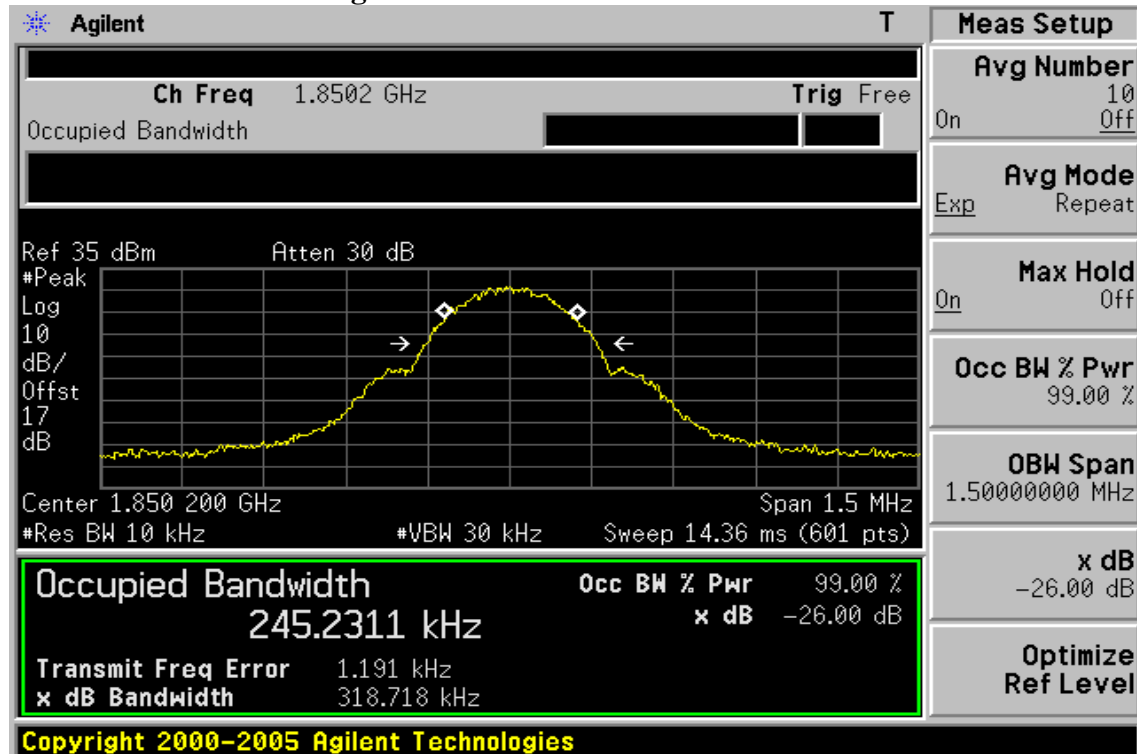 Agilent T
Ch Freq 1.8502 GHz Trig Free
Occupied Bandwidth
Ref 35 dBm Atten 30 dB
#Peak
Log
10
dB/
Offst
17
dB
Center 1.850 200 GHz Span 1.5 MHz
#Res BW 10 kHz #VBW 30 kHz Sweep 14.36 ms (601 pts)
Occupied Bandwidth Occ BW % Pwr 99.00 %
245.2311 kHz x dB -26.00 dB
Transmit Freq Error 1.191 kHz
x dB Bandwidth 318.718 kHz
Copyright 2000-2005 Agilent Technologies
Meas Setup
Avg Number
10
On Off
Avg Mode
Exp Repeat
Max Hold
On Off
Occ BW % Pwr
99.00 %
OBW Span
1.50000000 MHz
x dB
-26.00 dB
Optimize
Ref Level